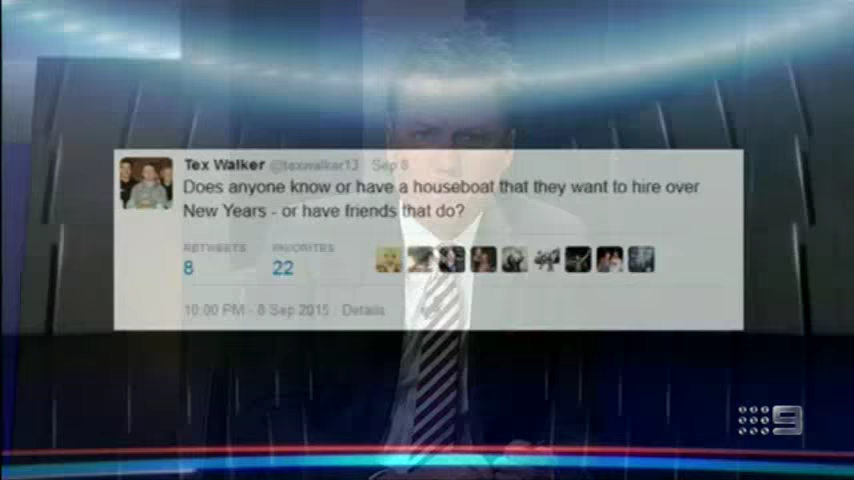 Tex Walker @texwalker13 Sep 8
Does anyone know or have a houseboat that they want to hire over
New Years - or have friends that do?
RETWEETS FAVORITES
8 22
10:00 PM - 8 Sep 2015 · Details
9